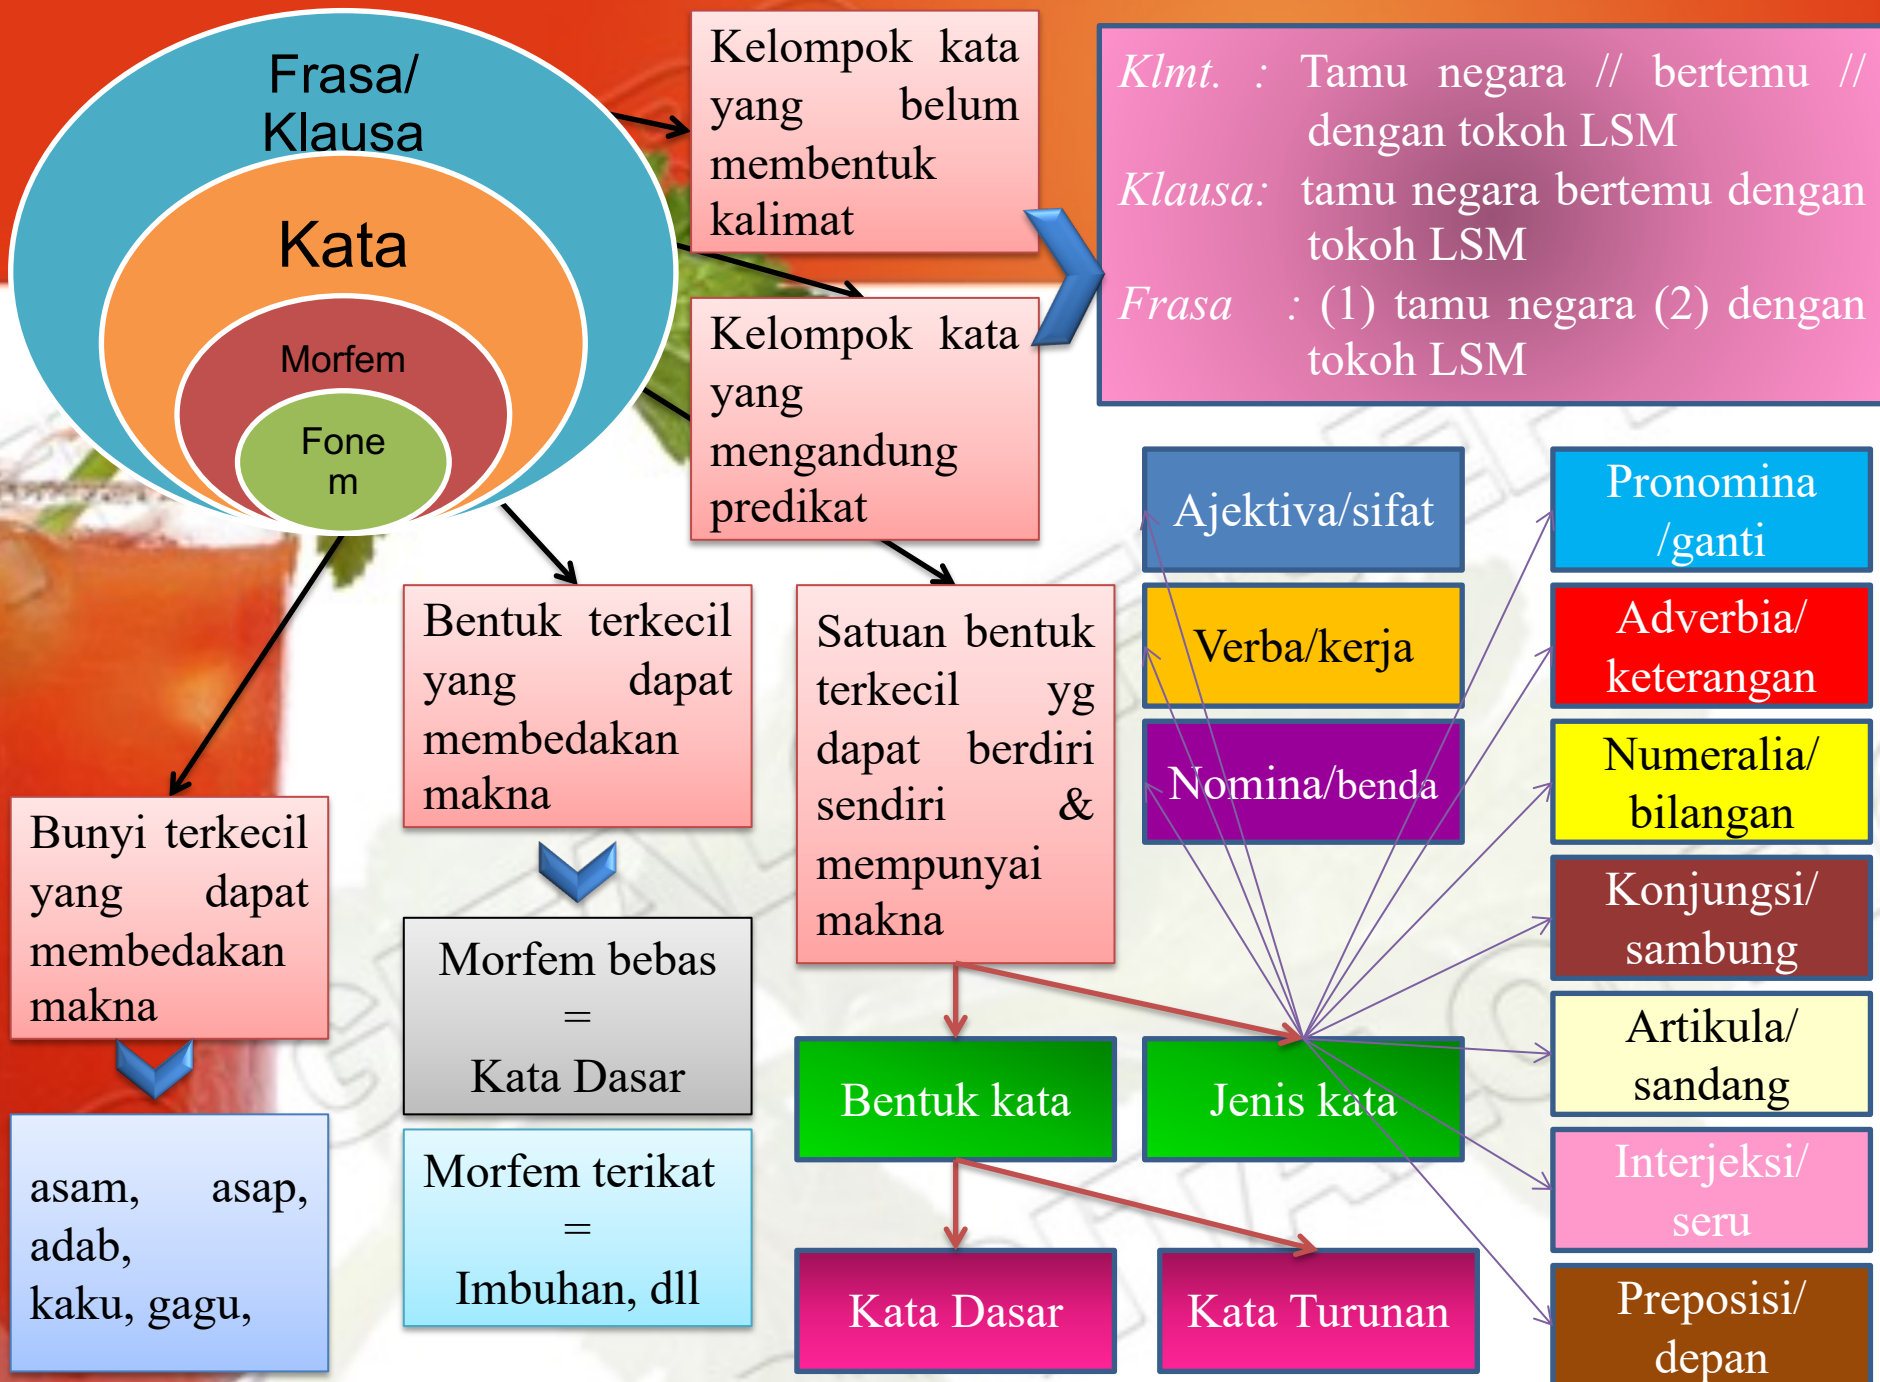 Frasa/
Klausa
Kata
Morfem
Fone
m
Kelompok kata
yang belum
membentuk
kalimat
Klmt. : Tamu negara // bertemu //
dengan tokoh LSM
Klausa: tamu negara bertemu dengan
tokoh LSM
Frasa : (1) tamu negara (2) dengan
tokoh LSM
Kelompok kata
yang
mengandung
predikat
Bunyi terkecil
yang dapat
membedakan
makna
asam, asap,
adab,
kaku, gagu,
Bentuk terkecil
yang dapat
membedakan
makna
Morfem bebas
=
Kata Dasar
Morfem terikat
=
Imbuhan, dll
Satuan bentuk
terkecil yg
dapat berdiri
sendiri &
mempunyai
makna
Bentuk kata
Jenis kata
Kata Dasar
Kata Turunan
Ajektiva/sifat
Verba/kerja
Nomina/benda
Pronomina
/ganti
Adverbia/
keterangan
Numeralia/
bilangan
Konjungsi/
sambung
Artikula/
sandang
Interjeksi/
seru
Preposisi/
depan